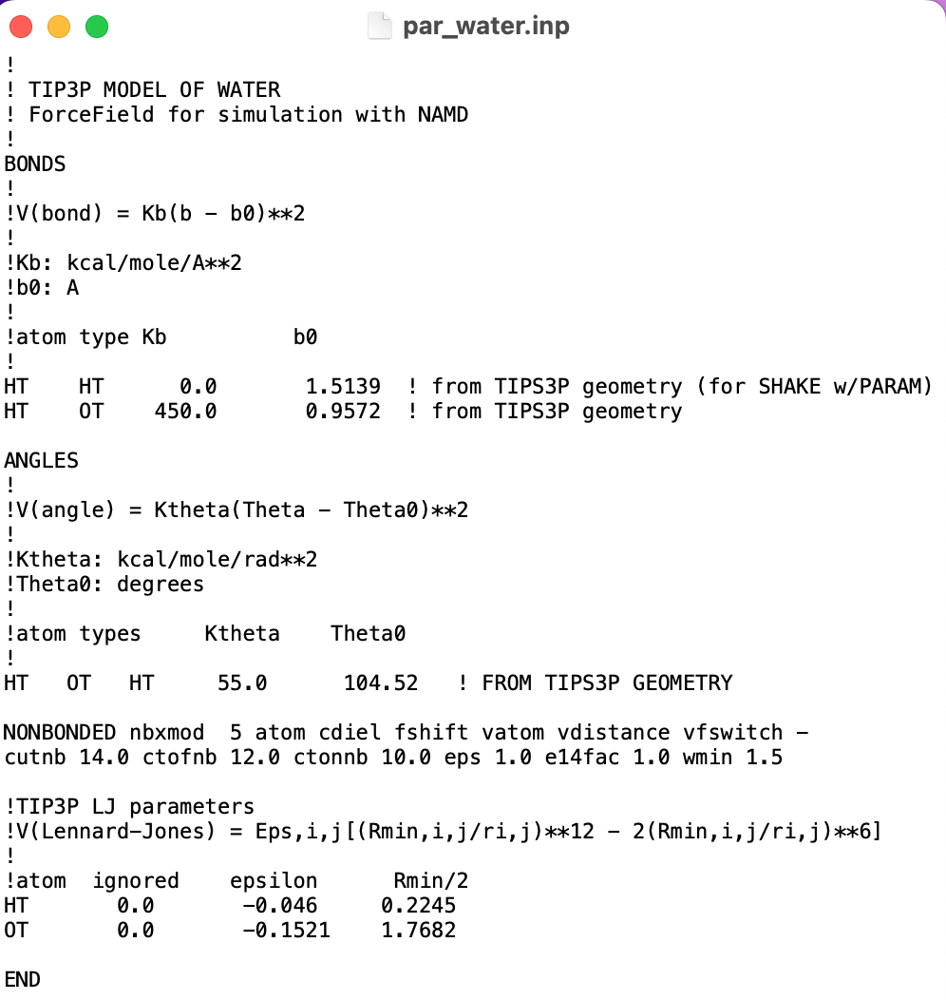 par_water.inp
!
! TIP3P MODEL OF WATER
! ForceField for simulation with NAMD
!
BONDS
!
!V(bond) = Kb(b - b0)**2
!
!Kb: kcal/mole/A**2
!b0: A
!
!atom type Kb          b0
!
HT    HT      0.0       1.5139  ! from TIPS3P geometry (for SHAKE w/PARAM)
HT    OT    450.0       0.9572  ! from TIPS3P geometry

ANGLES
!
!V(angle) = Ktheta(Theta - Theta0)**2
!
!Ktheta: kcal/mole/rad**2
!Theta0: degrees
!
!atom types     Ktheta    Theta0
!
HT   OT   HT     55.0      104.52   ! FROM TIPS3P GEOMETRY

NONBONDED nbxmod  5 atom cdiel fshift vatom vdistance vfswitch -
cutnb 14.0 ctofnb 12.0 ctonnb 10.0 eps 1.0 e14fac 1.0 wmin 1.5

!TIP3P LJ parameters
!V(Lennard-Jones) = Eps,i,j[(Rmin,i,j/ri,j)**12 - 2(Rmin,i,j/ri,j)**6]
!
!atom  ignored    epsilon      Rmin/2
HT       0.0       -0.046     0.2245
OT       0.0       -0.1521    1.7682

END